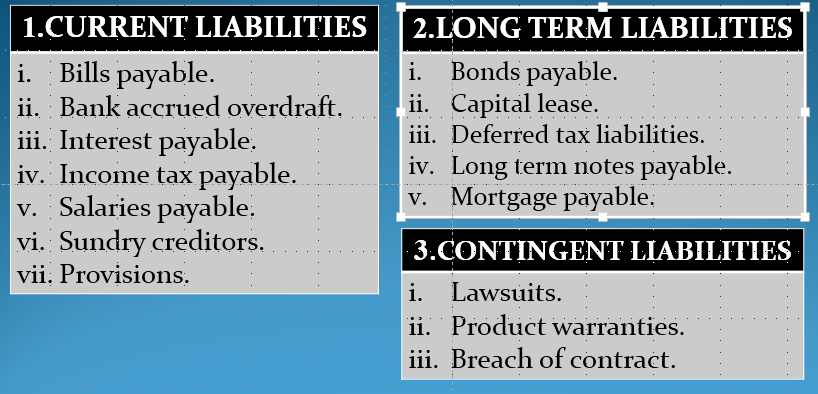 1.CURRENT LIABILITIES
i. Bills payable.
ii. Bank accrued overdraft.
iii. Interest payable.
iv. Income tax payable.
v. Salaries payable.
vi. Sundry creditors.
vii. Provisions.
2.LONG TERM LIABILITIES
i. Bonds payable.
ii. Capital lease.
iii. Deferred tax liabilities.
iv. Long term notes payable.
v. Mortgage payable.
3.CONTINGENT LIABILITIES
i. Lawsuits.
ii. Product warranties.
iii. Breach of contract.